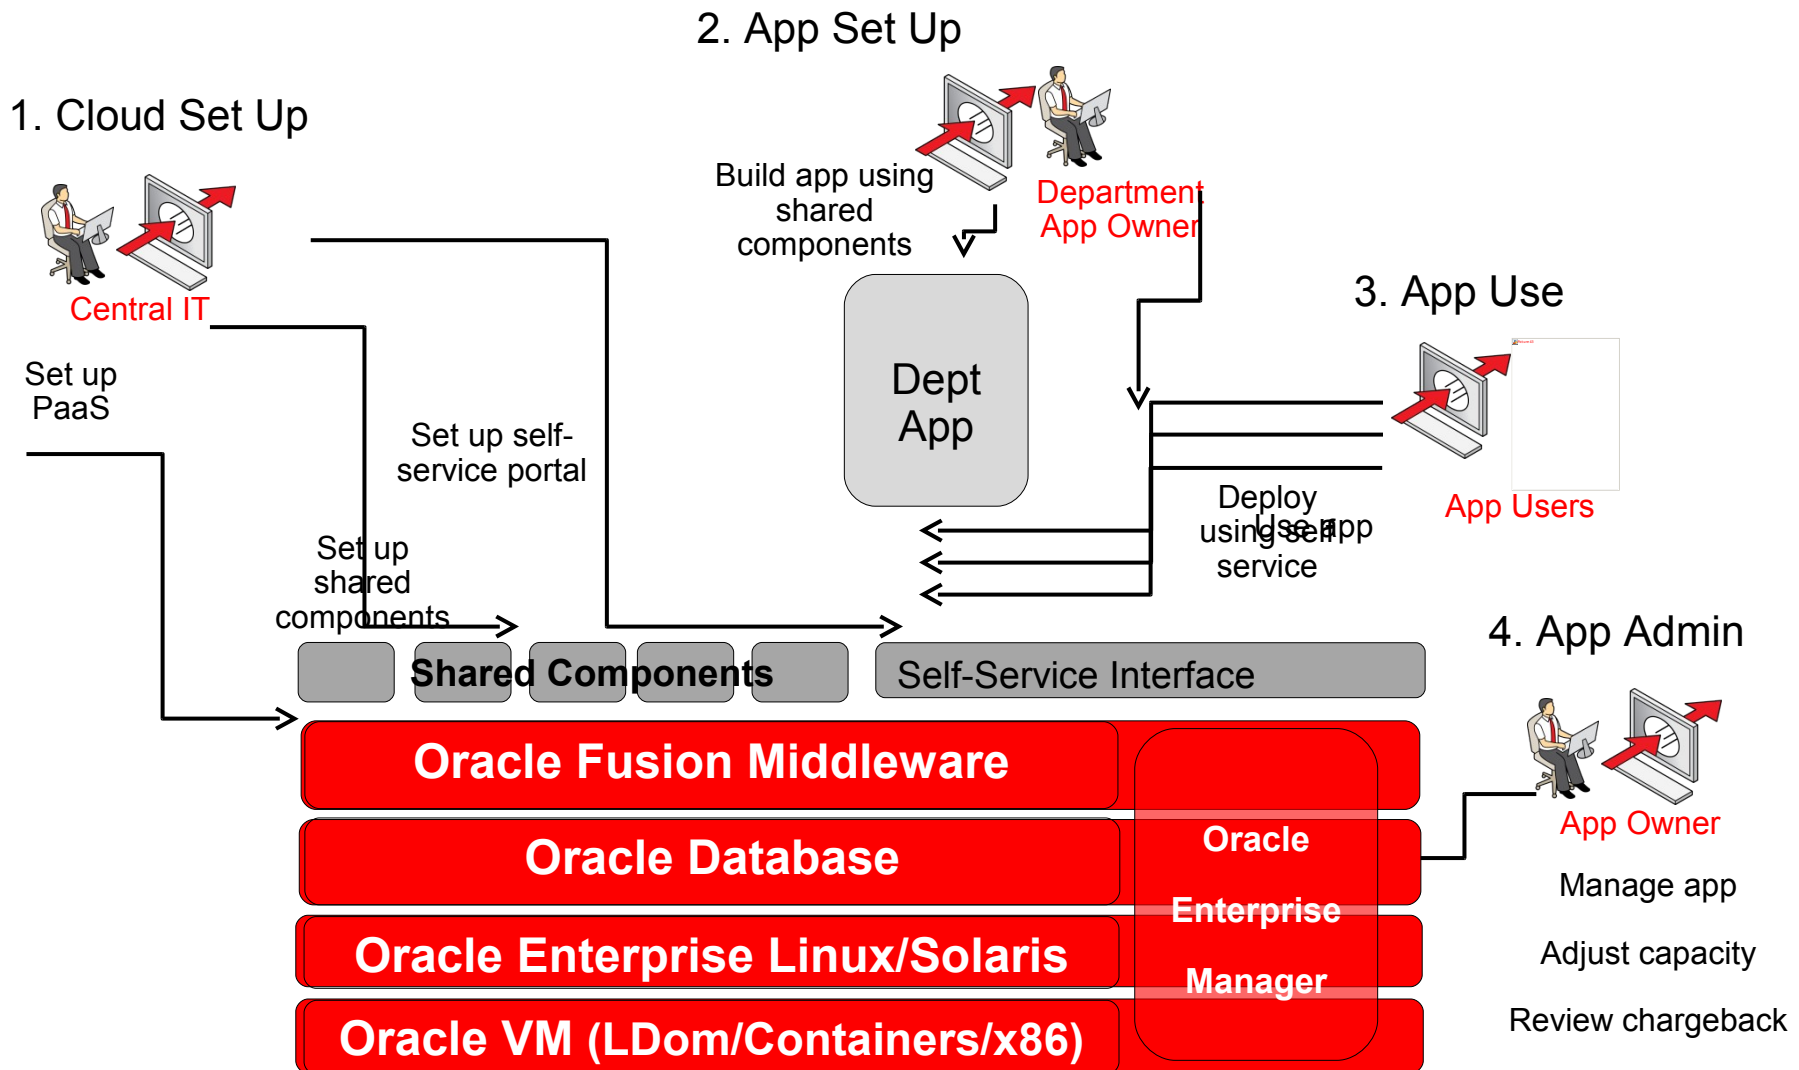 2. App Set Up
1. Cloud Set Up
Build app using
shared
components
Department
App Owner
Central IT
3. App Use
Set up
PaaS
Dept
App
Set up self-
service portal
App Users
Deploy
using self
service
Use app
Set up
shared
components
4. App Admin
Shared Components
Self-Service Interface
Oracle Fusion Middleware
Oracle Database
Oracle Enterprise Linux/Solaris
Oracle VM (LDom/Containers/x86)
Oracle
Enterprise
Manager
App Owner
Manage app
Adjust capacity
Review chargeback